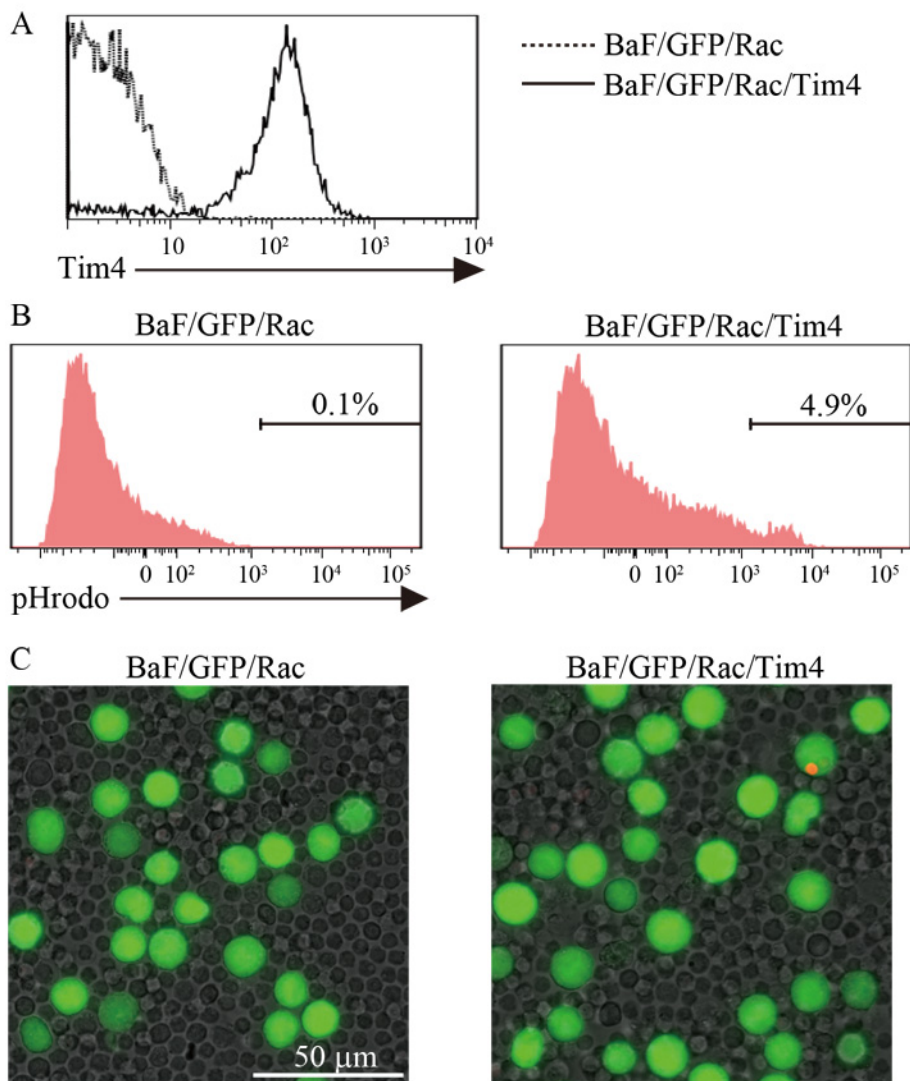 A
BaF/GFP/Rac
BaF/GFP/Rac/Tim4
10 10² 10³ 10⁴
Tim4
B
BaF/GFP/Rac
BaF/GFP/Rac/Tim4
0.1%
4.9%
0 10² 10³ 10⁴ 10⁵
0 10² 10³ 10⁴ 10⁵
pHrodo
C
BaF/GFP/Rac
BaF/GFP/Rac/Tim4
50 µm